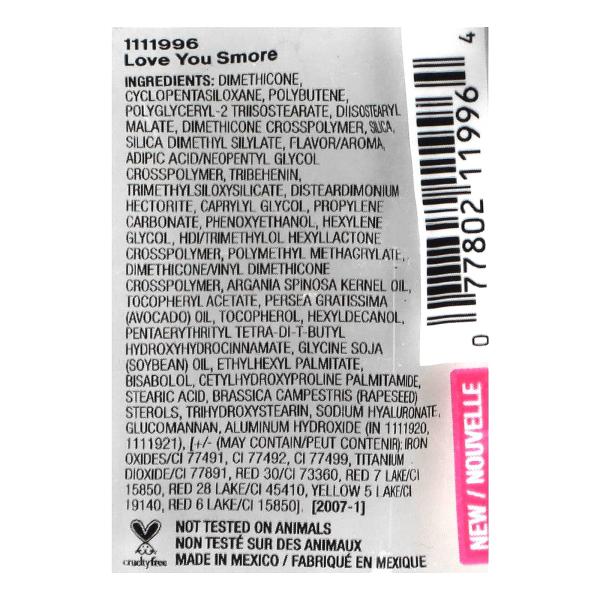 1111996
Love You Smore
INGREDIENTS: DIMETHICONE,
CYCLOPENTASILOXANE, POLYBUTENE,
POLYGLYCERYL-2 TRIISOSTEARATE, DIISOSTEARYL
MALATE, DIMETHICONE CROSSPOLYMER, SILICA,
SILICA DIMETHYL SILYLATE, FLAVOR/AROMA,
ADIPIC ACID/NEOPENTYL GLYCOL
CROSSPOLYMER, TRIBEHENIN,
TRIMETHYLSILOXYSILICATE, DISTEARDIMONIUM
HECTORITE, CAPRYLYL GLYCOL, PROPYLENE
CARBONATE, PHENOXYETHANOL, HEXYLENE
GLYCOL, HDI/TRIMETHYLOL HEXYLLACTONE
CROSSPOLYMER, POLYMETHYL METHACRYLATE,
DIMETHICONE/VINYL DIMETHICONE
CROSSPOLYMER, ARGANIA SPINOSA KERNEL OIL,
TOCOPHERYL ACETATE, PERSEA GRATISSIMA
(AVOCADO) OIL, TOCOPHEROL, HEXYLDECANOL,
PENTAERYTHRITYL TETRA-DI-T-BUTYL
HYDROXYHYDROCINNAMATE, GLYCINE SOJA
(SOYBEAN) OIL, ETHYLHEXYL PALMITATE,
BISABOLOL, CETYLHYDROXYPROLINE PALMITAMIDE,
STEARIC ACID, BRASSICA CAMPESTRIS (RAPESEED)
STEROLS, TRIHYDROXYSTEARIN, SODIUM HYALURONATE,
GLUCOMANNAN, ALUMINUM HYDROXIDE (IN 1111920,
1111921), [+/- (MAY CONTAIN/PEUT CONTENIR): IRON
OXIDES/CI 77491, CI 77492, CI 77499, TITANIUM
DIOXIDE/CI 77891, RED 30/CI 73360, RED 7 LAKE/CI
15850, RED 28 LAKE/CI 45410, YELLOW 5 LAKE/CI
19140, RED 6 LAKE/CI 15850]. [2007-1]
crueltyfree
NOT TESTED ON ANIMALS
NON TESTÉ SUR DES ANIMAUX
MADE IN MEXICO / FABRIQUÉ EN MEXIQUE
0 77802 11996 4
NEW / NOUVELLE